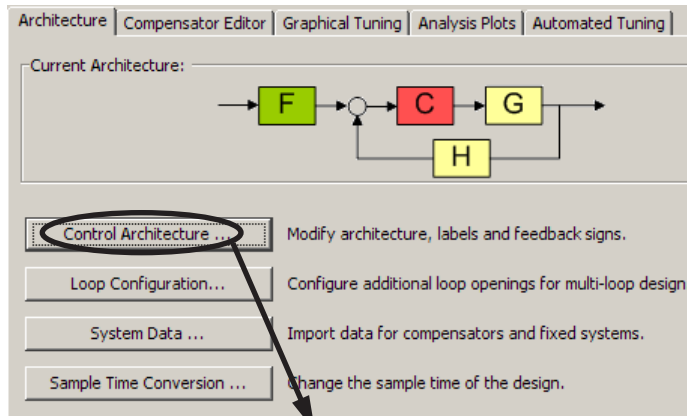 Architecture Compensator Editor Graphical Tuning Analysis Plots Automated Tuning
Current Architecture:
F C G
H
Control Architecture ... Modify architecture, labels and feedback signs.
Loop Configuration... Configure additional loop openings for multi-loop design
System Data ... Import data for compensators and fixed systems.
Sample Time Conversion ... Change the sample time of the design.